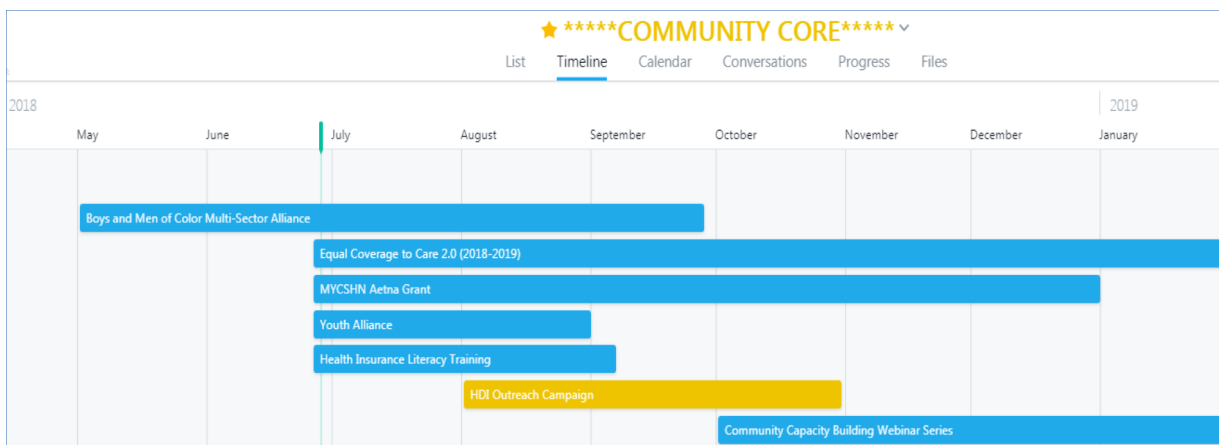 *****COMMUNITY CORE*****
List Timeline Calendar Conversations Progress Files
2018 2019
May June July August September October November December January
Boys and Men of Color Multi-Sector Alliance
Equal Coverage to Care 2.0 (2018-2019)
MYCSHN Aetna Grant
Youth Alliance
Health Insurance Literacy Training
HDI Outreach Campaign
Community Capacity Building Webinar Series